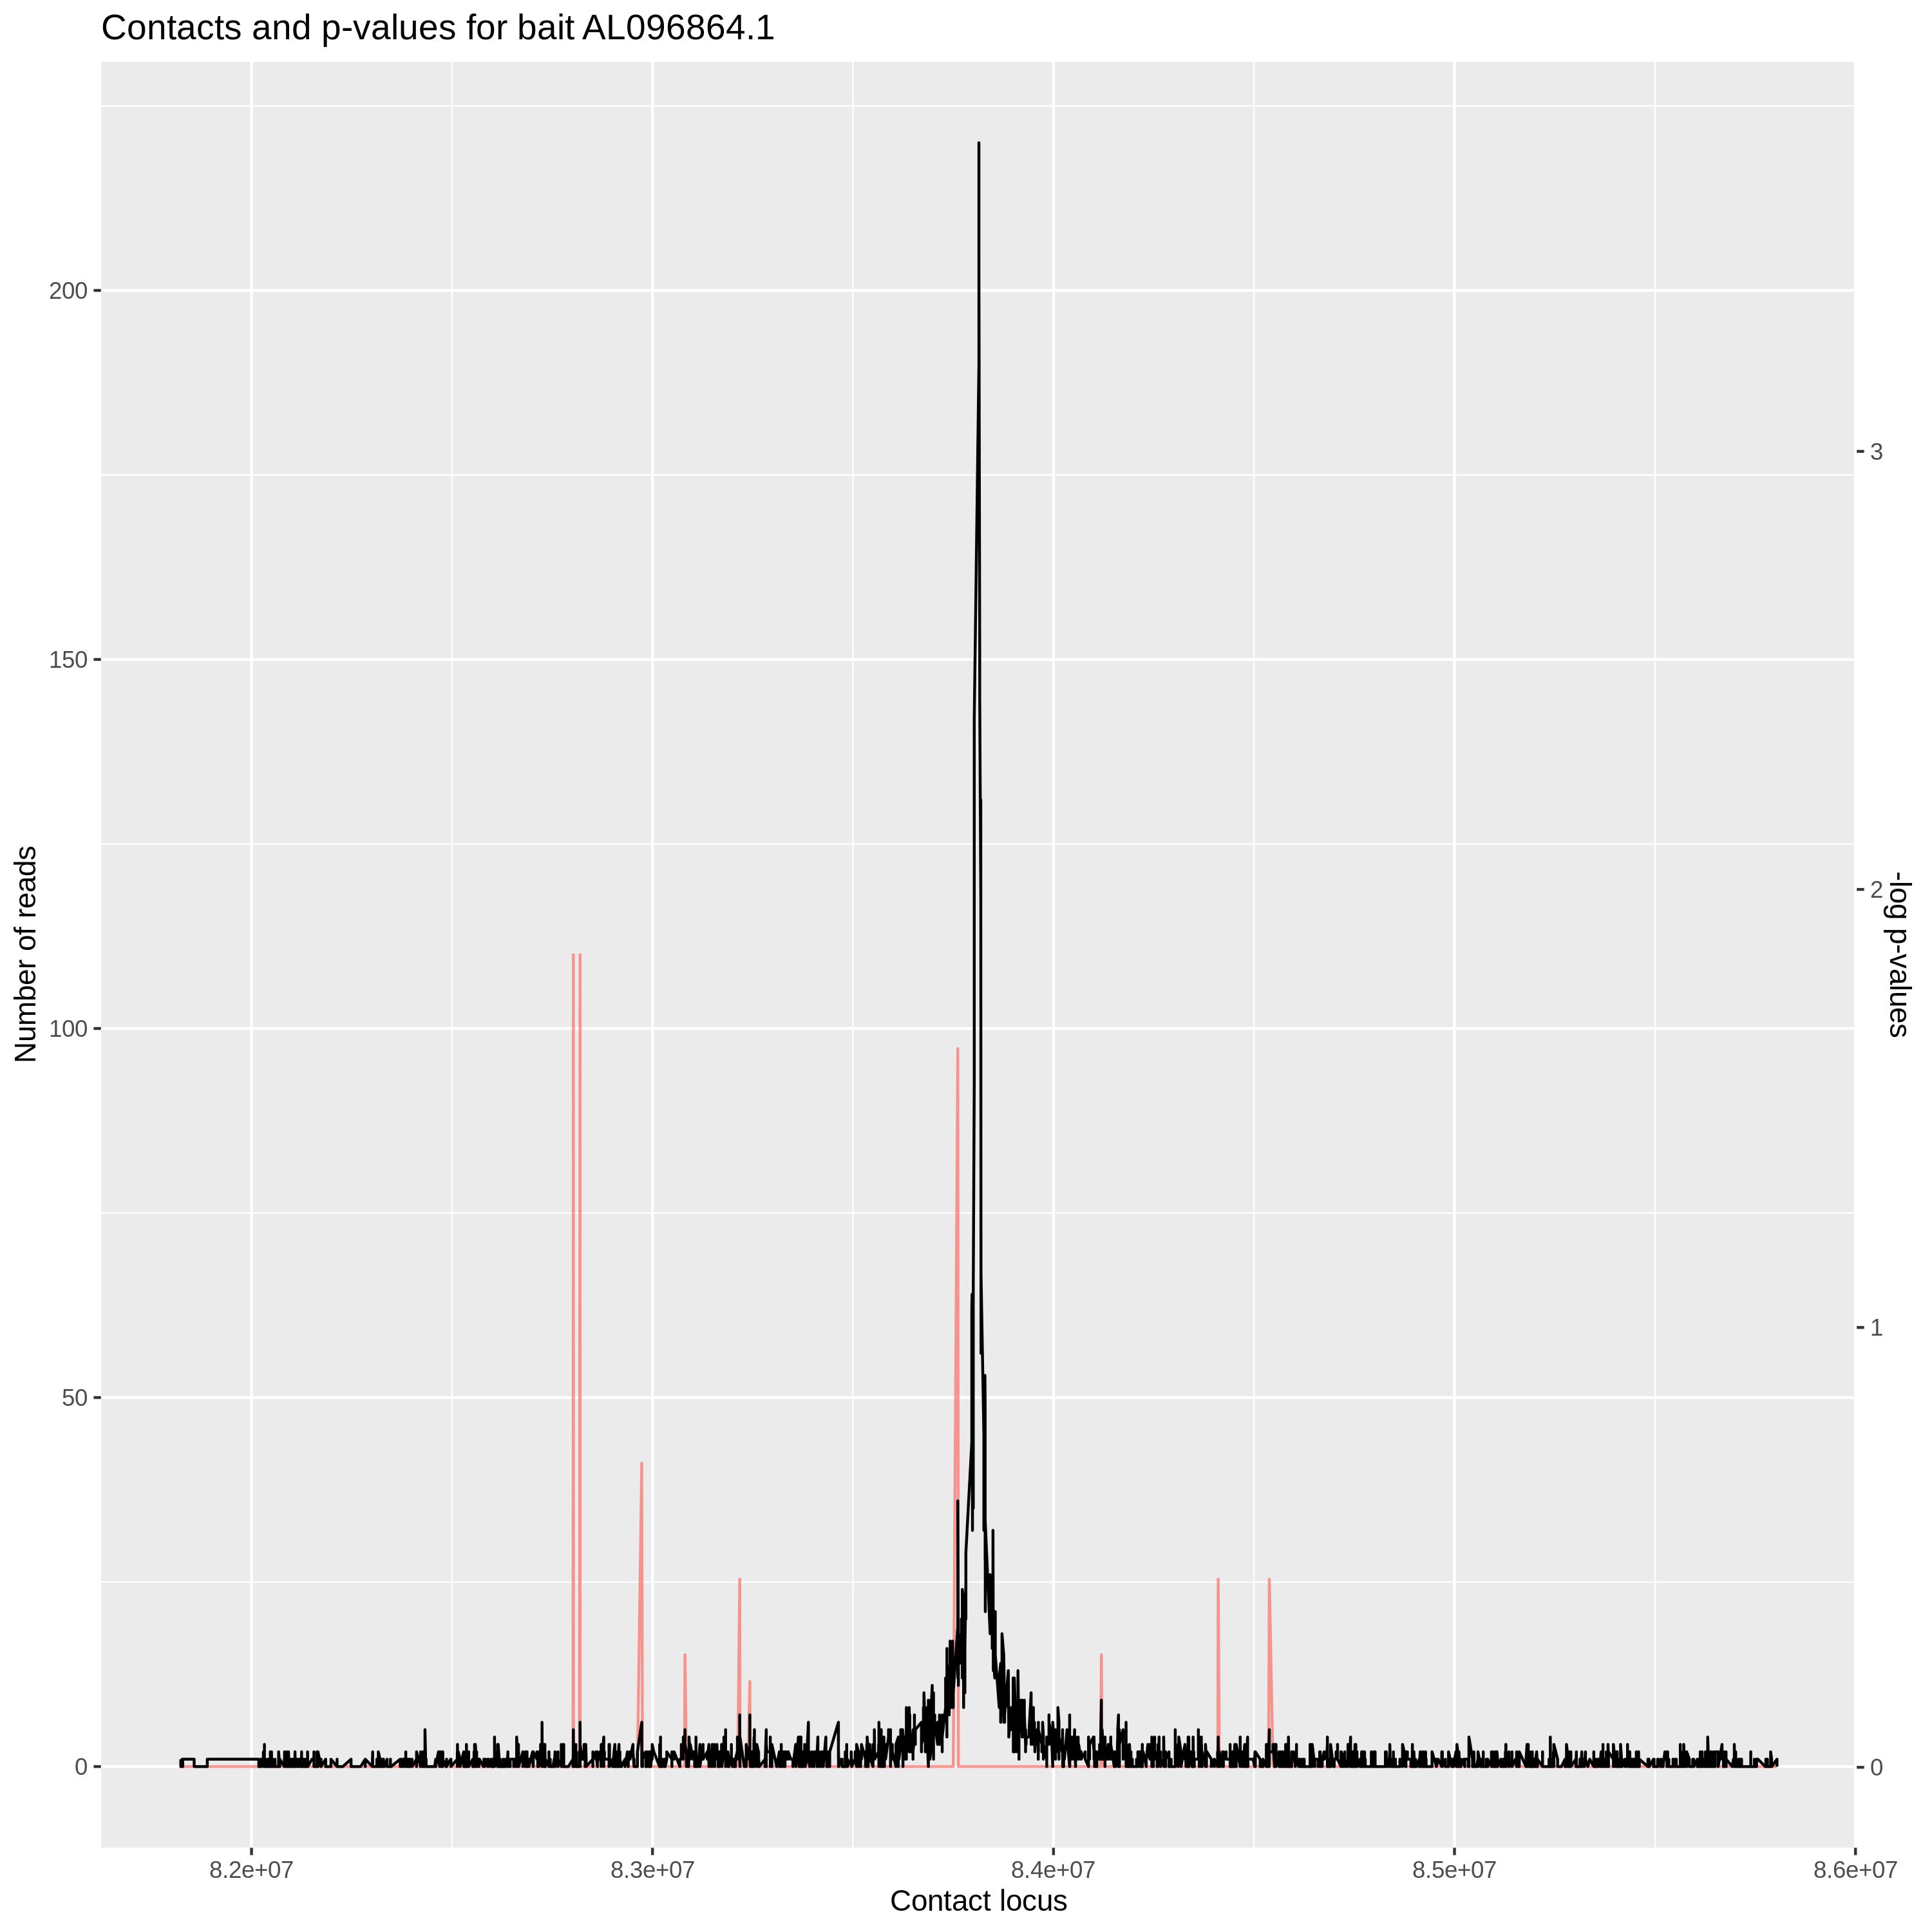 Contacts and p-values for bait AL096864.1
200
150
100
50
0
Number of reads
3
2
1
0
-log p-values
8.2e+07
8.3e+07
8.4e+07
8.5e+07
8.6e+07
Contact locus